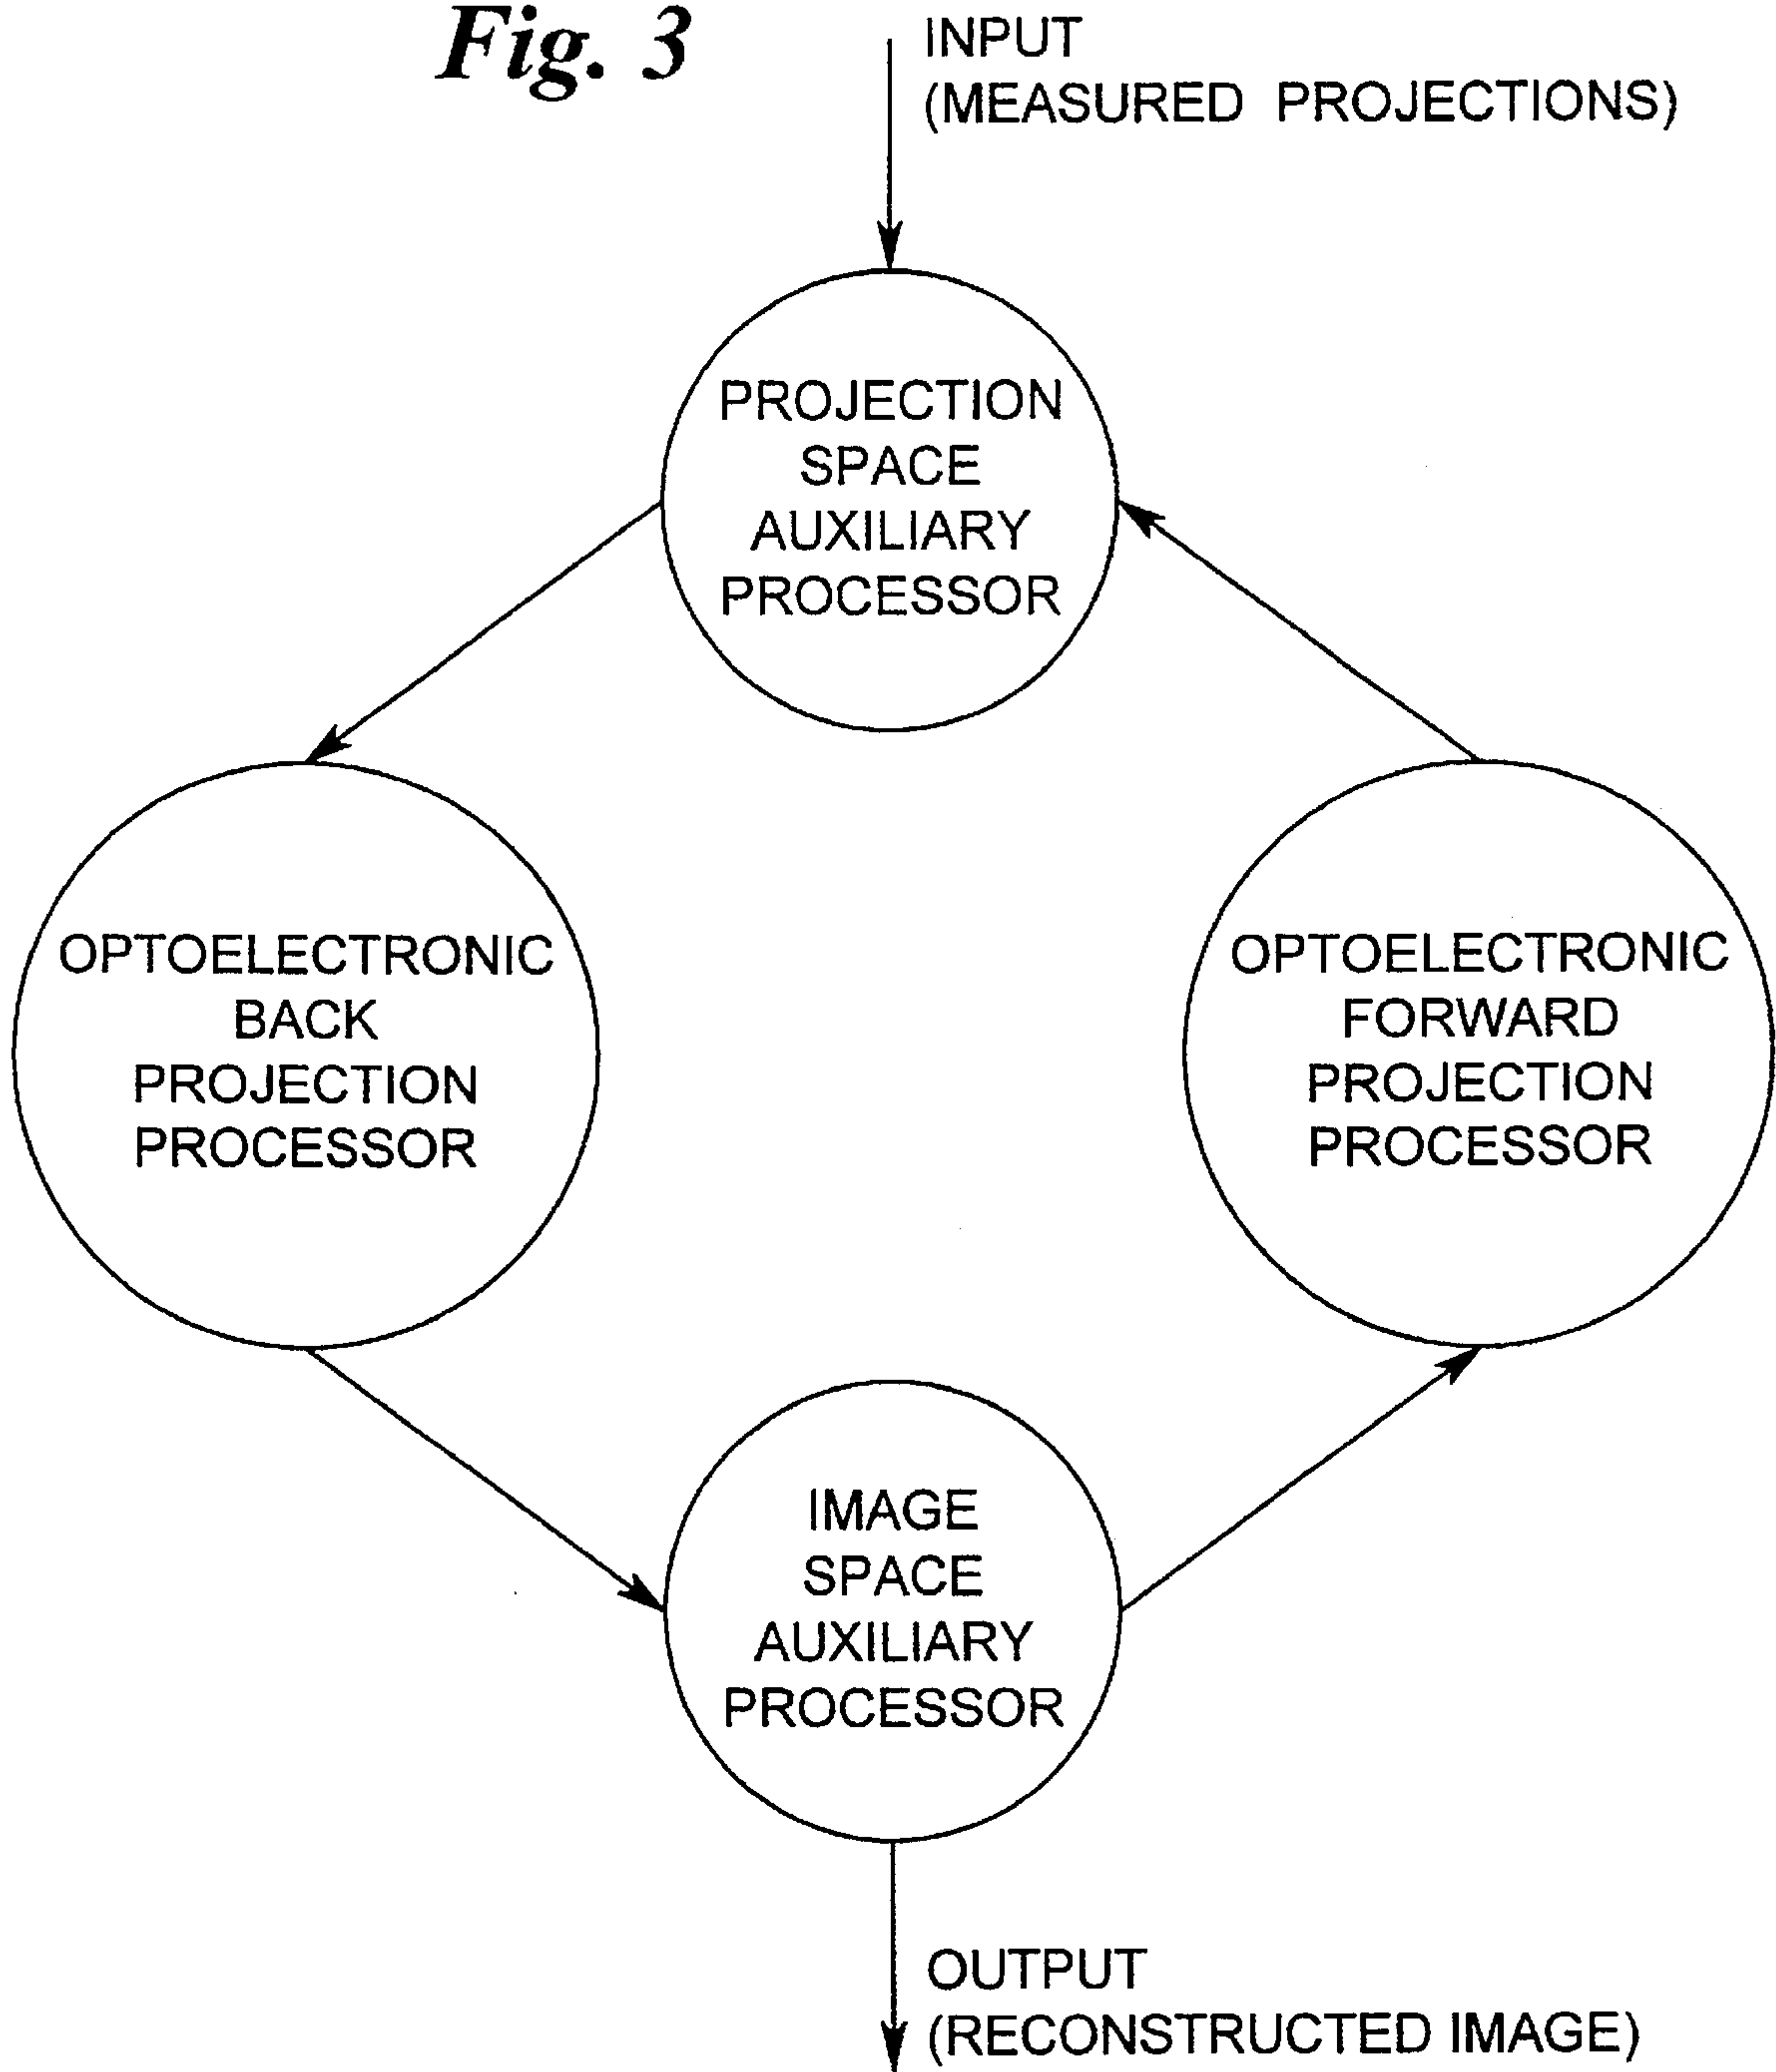 Fig. 3
INPUT
(MEASURED PROJECTIONS)
PROJECTION
SPACE
AUXILIARY
PROCESSOR
OPTOELECTRONIC
BACK
PROJECTION
PROCESSOR
OPTOELECTRONIC
FORWARD
PROJECTION
PROCESSOR
IMAGE
SPACE
AUXILIARY
PROCESSOR
OUTPUT
(RECONSTRUCTED IMAGE)